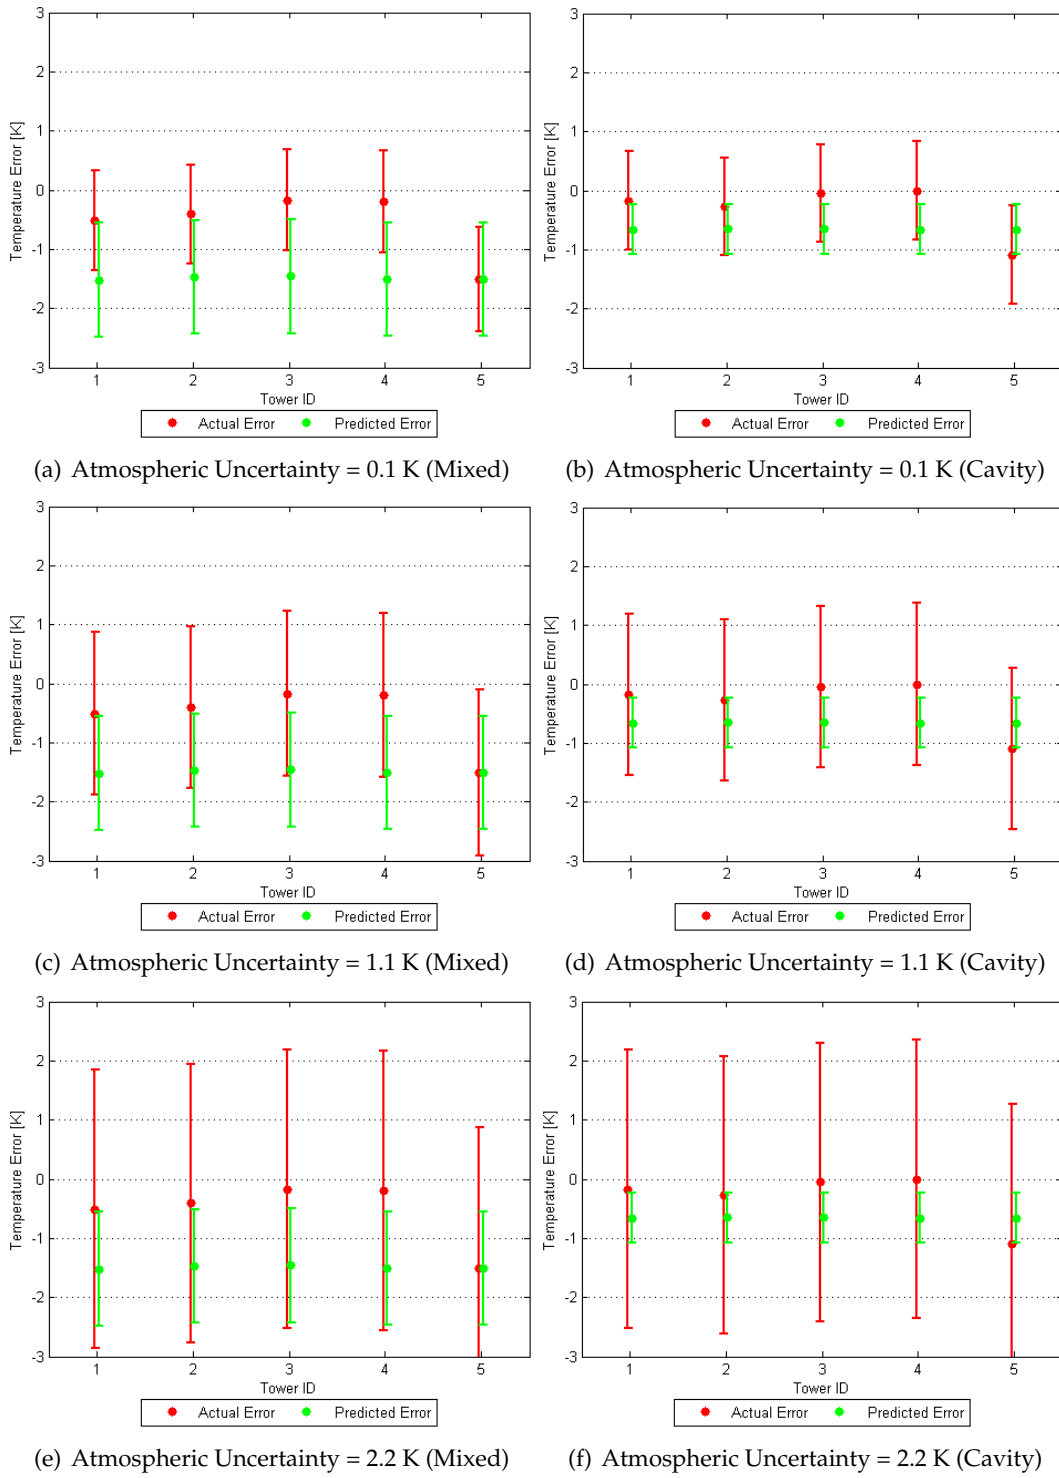 3
2
1
0
-1
-2
-3
Temperature Error [K]
1 2 3 4 5
Tower ID
Actual Error Predicted Error
(a) Atmospheric Uncertainty = 0.1 K (Mixed)
3
2
1
0
-1
-2
-3
Temperature Error [K]
1 2 3 4 5
Tower ID
Actual Error Predicted Error
(b) Atmospheric Uncertainty = 0.1 K (Cavity)
3
2
1
0
-1
-2
-3
Temperature Error [K]
1 2 3 4 5
Tower ID
Actual Error Predicted Error
(c) Atmospheric Uncertainty = 1.1 K (Mixed)
3
2
1
0
-1
-2
-3
Temperature Error [K]
1 2 3 4 5
Tower ID
Actual Error Predicted Error
(d) Atmospheric Uncertainty = 1.1 K (Cavity)
3
2
1
0
-1
-2
-3
Temperature Error [K]
1 2 3 4 5
Tower ID
Actual Error Predicted Error
(e) Atmospheric Uncertainty = 2.2 K (Mixed)
3
2
1
0
-1
-2
-3
Temperature Error [K]
1 2 3 4 5
Tower ID
Actual Error Predicted Error
(f) Atmospheric Uncertainty = 2.2 K (Cavity)